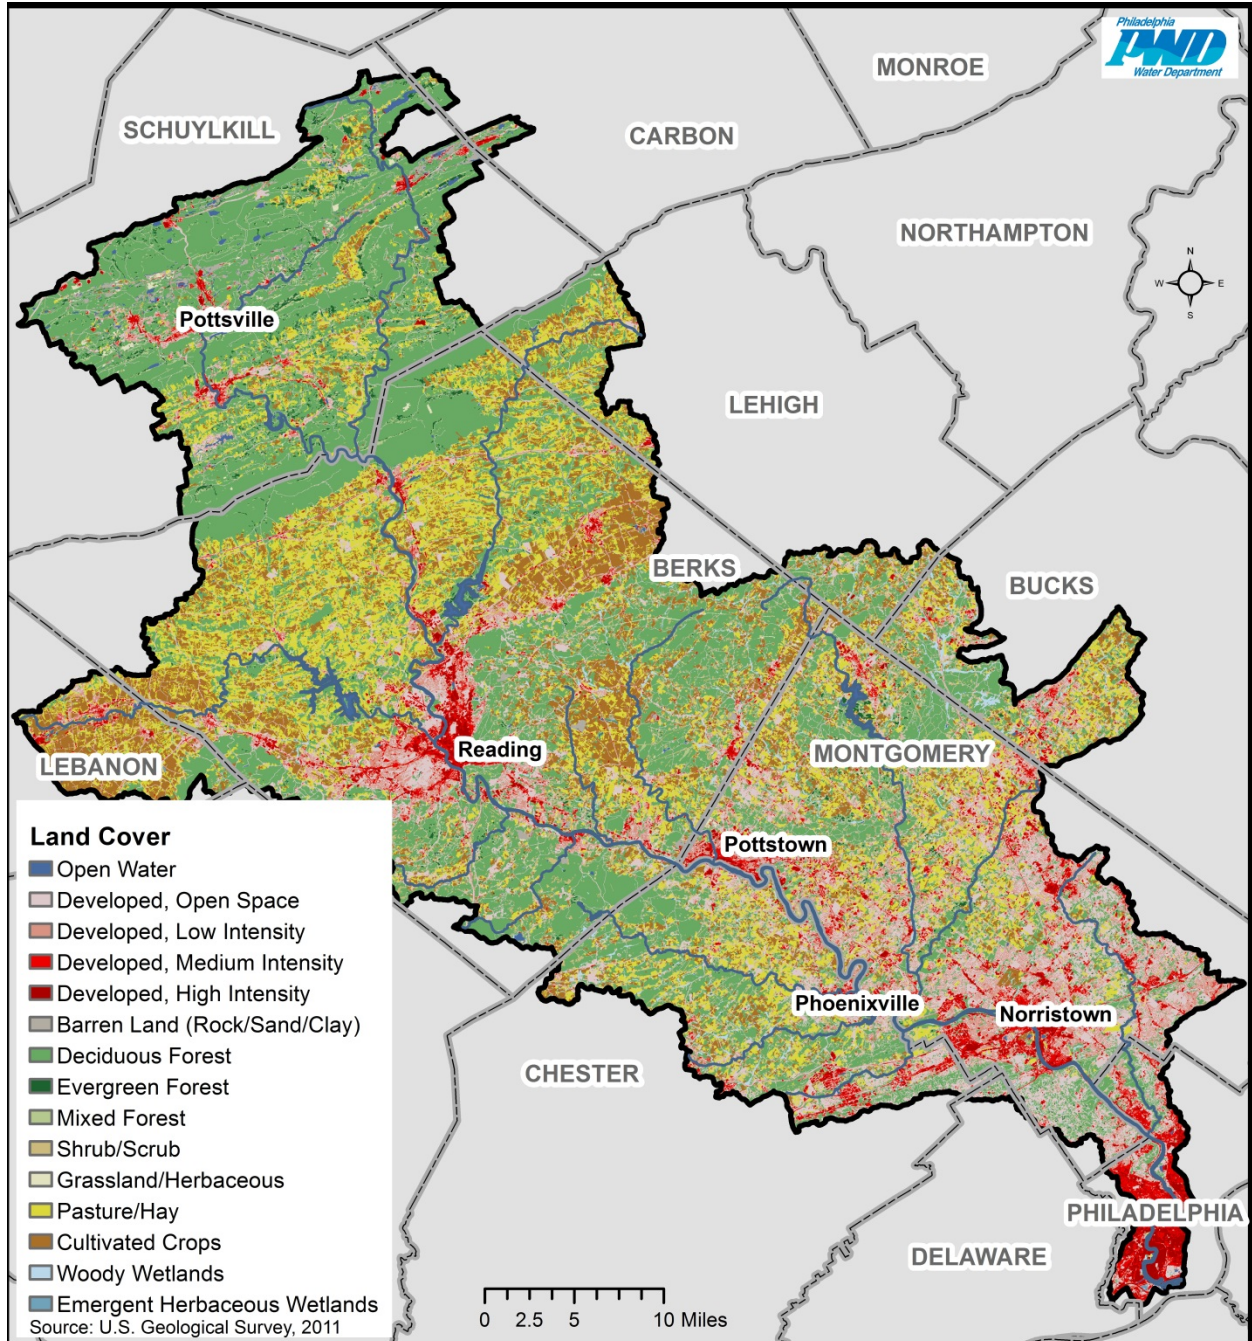 Philadelphia
PWD
Water Department
MONROE
SCHUYLKILL
CARBON
NORTHAMPTON
N
W E
S
Pottsville
LEHIGH
BERKS
BUCKS
Reading
MONTGOMERY
LEBANON
Pottstown
Phoenixville
Norristown
CHESTER
PHILADELPHIA
DELAWARE
Land Cover
Open Water
Developed, Open Space
Developed, Low Intensity
Developed, Medium Intensity
Developed, High Intensity
Barren Land (Rock/Sand/Clay)
Deciduous Forest
Evergreen Forest
Mixed Forest
Shrub/Scrub
Grassland/Herbaceous
Pasture/Hay
Cultivated Crops
Woody Wetlands
Emergent Herbaceous Wetlands
Source: U.S. Geological Survey, 2011
0 2.5 5 10 Miles